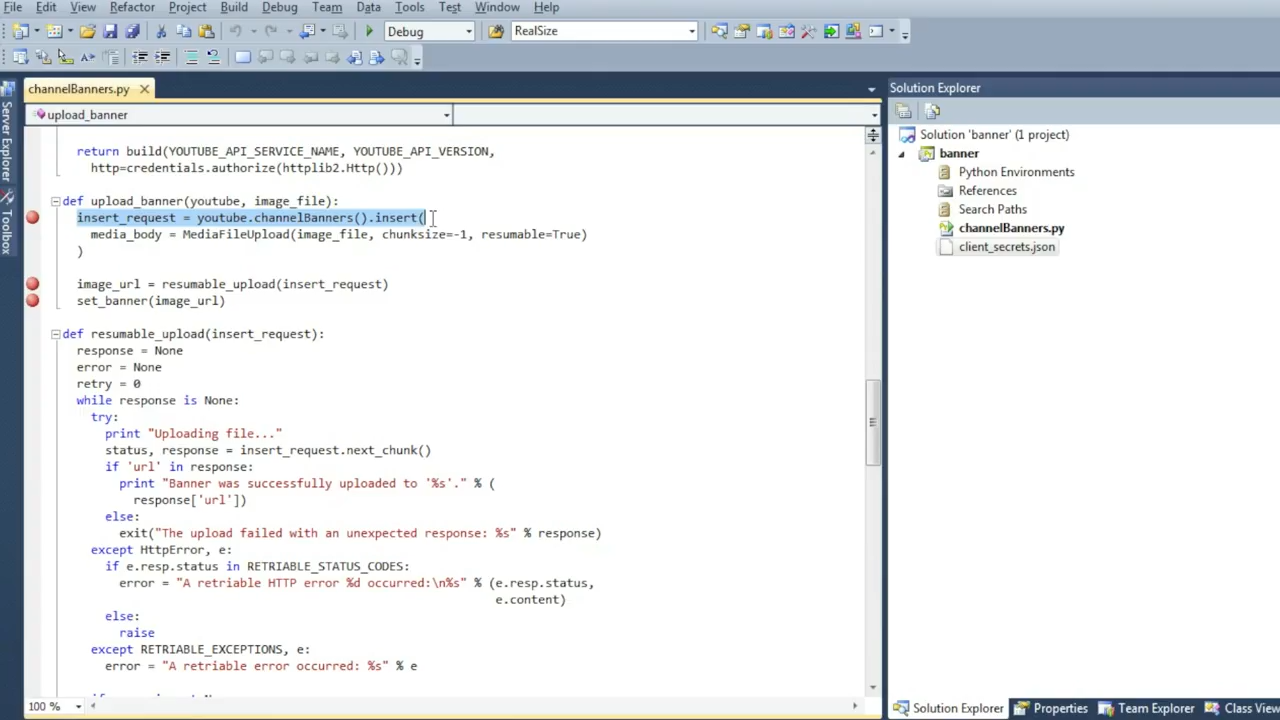 File Edit View Refactor Project Build Debug Team Data Tools Test Window Help
Debug RealSize
channelBanners.py
Solution Explorer
upload_banner
Server Explorer
Toolbox
return build(YOUTUBE_API_SERVICE_NAME, YOUTUBE_API_VERSION,
http=credentials.authorize(httplib2.Http()))
def upload_banner(youtube, image_file):
insert_request = youtube.channelBanners().insert(
media_body = MediaFileUpload(image_file, chunksize=-1, resumable=True)
)
image_url = resumable_upload(insert_request)
set_banner(image_url)
def resumable_upload(insert_request):
response = None
error = None
retry = 0
while response is None:
try:
print "Uploading file..."
status, response = insert_request.next_chunk()
if 'url' in response:
print "Banner was successfully uploaded to '%s'." % (
response['url'])
else:
exit("The upload failed with an unexpected response: %s" % response)
except HttpError, e:
if e.resp.status in RETRIABLE_STATUS_CODES:
error = "A retriable HTTP error %d occurred:\n%s" % (e.resp.status,
e.content)
else:
raise
except RETRIABLE_EXCEPTIONS, e:
error = "A retriable error occurred: %s" % e
100 %
Solution 'banner' (1 project)
banner
Python Environments
References
Search Paths
channelBanners.py
client_secrets.json
Solution Explorer Properties Team Explorer Class View